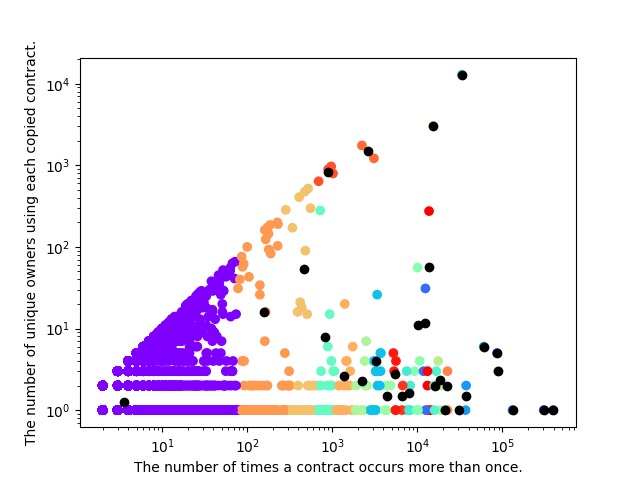 The number of unique owners using each copied contract.
10⁴
10³
10²
10¹
10⁰
10¹ 10² 10³ 10⁴ 10⁵
The number of times a contract occurs more than once.